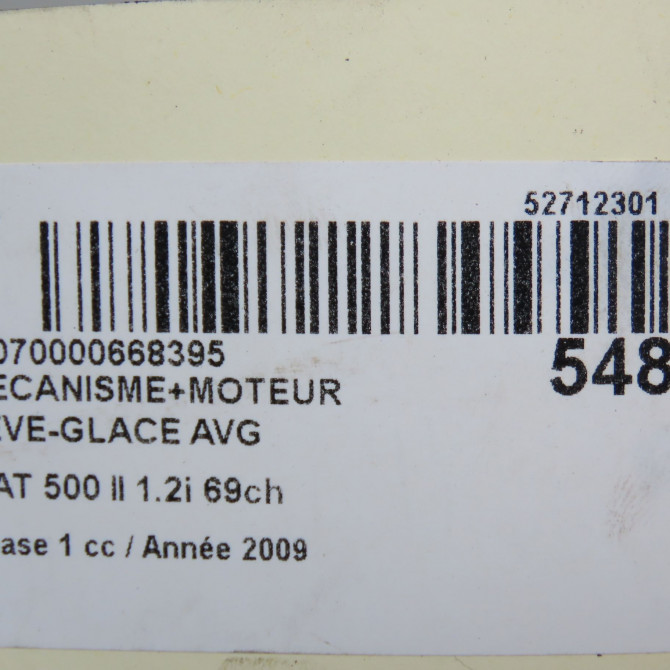 52712301
070000668395
548
ECANISME+MOTEUR
EVE-GLACE AVG
AT 500 II 1.2i 69ch
ase 1 cc / Année 2009